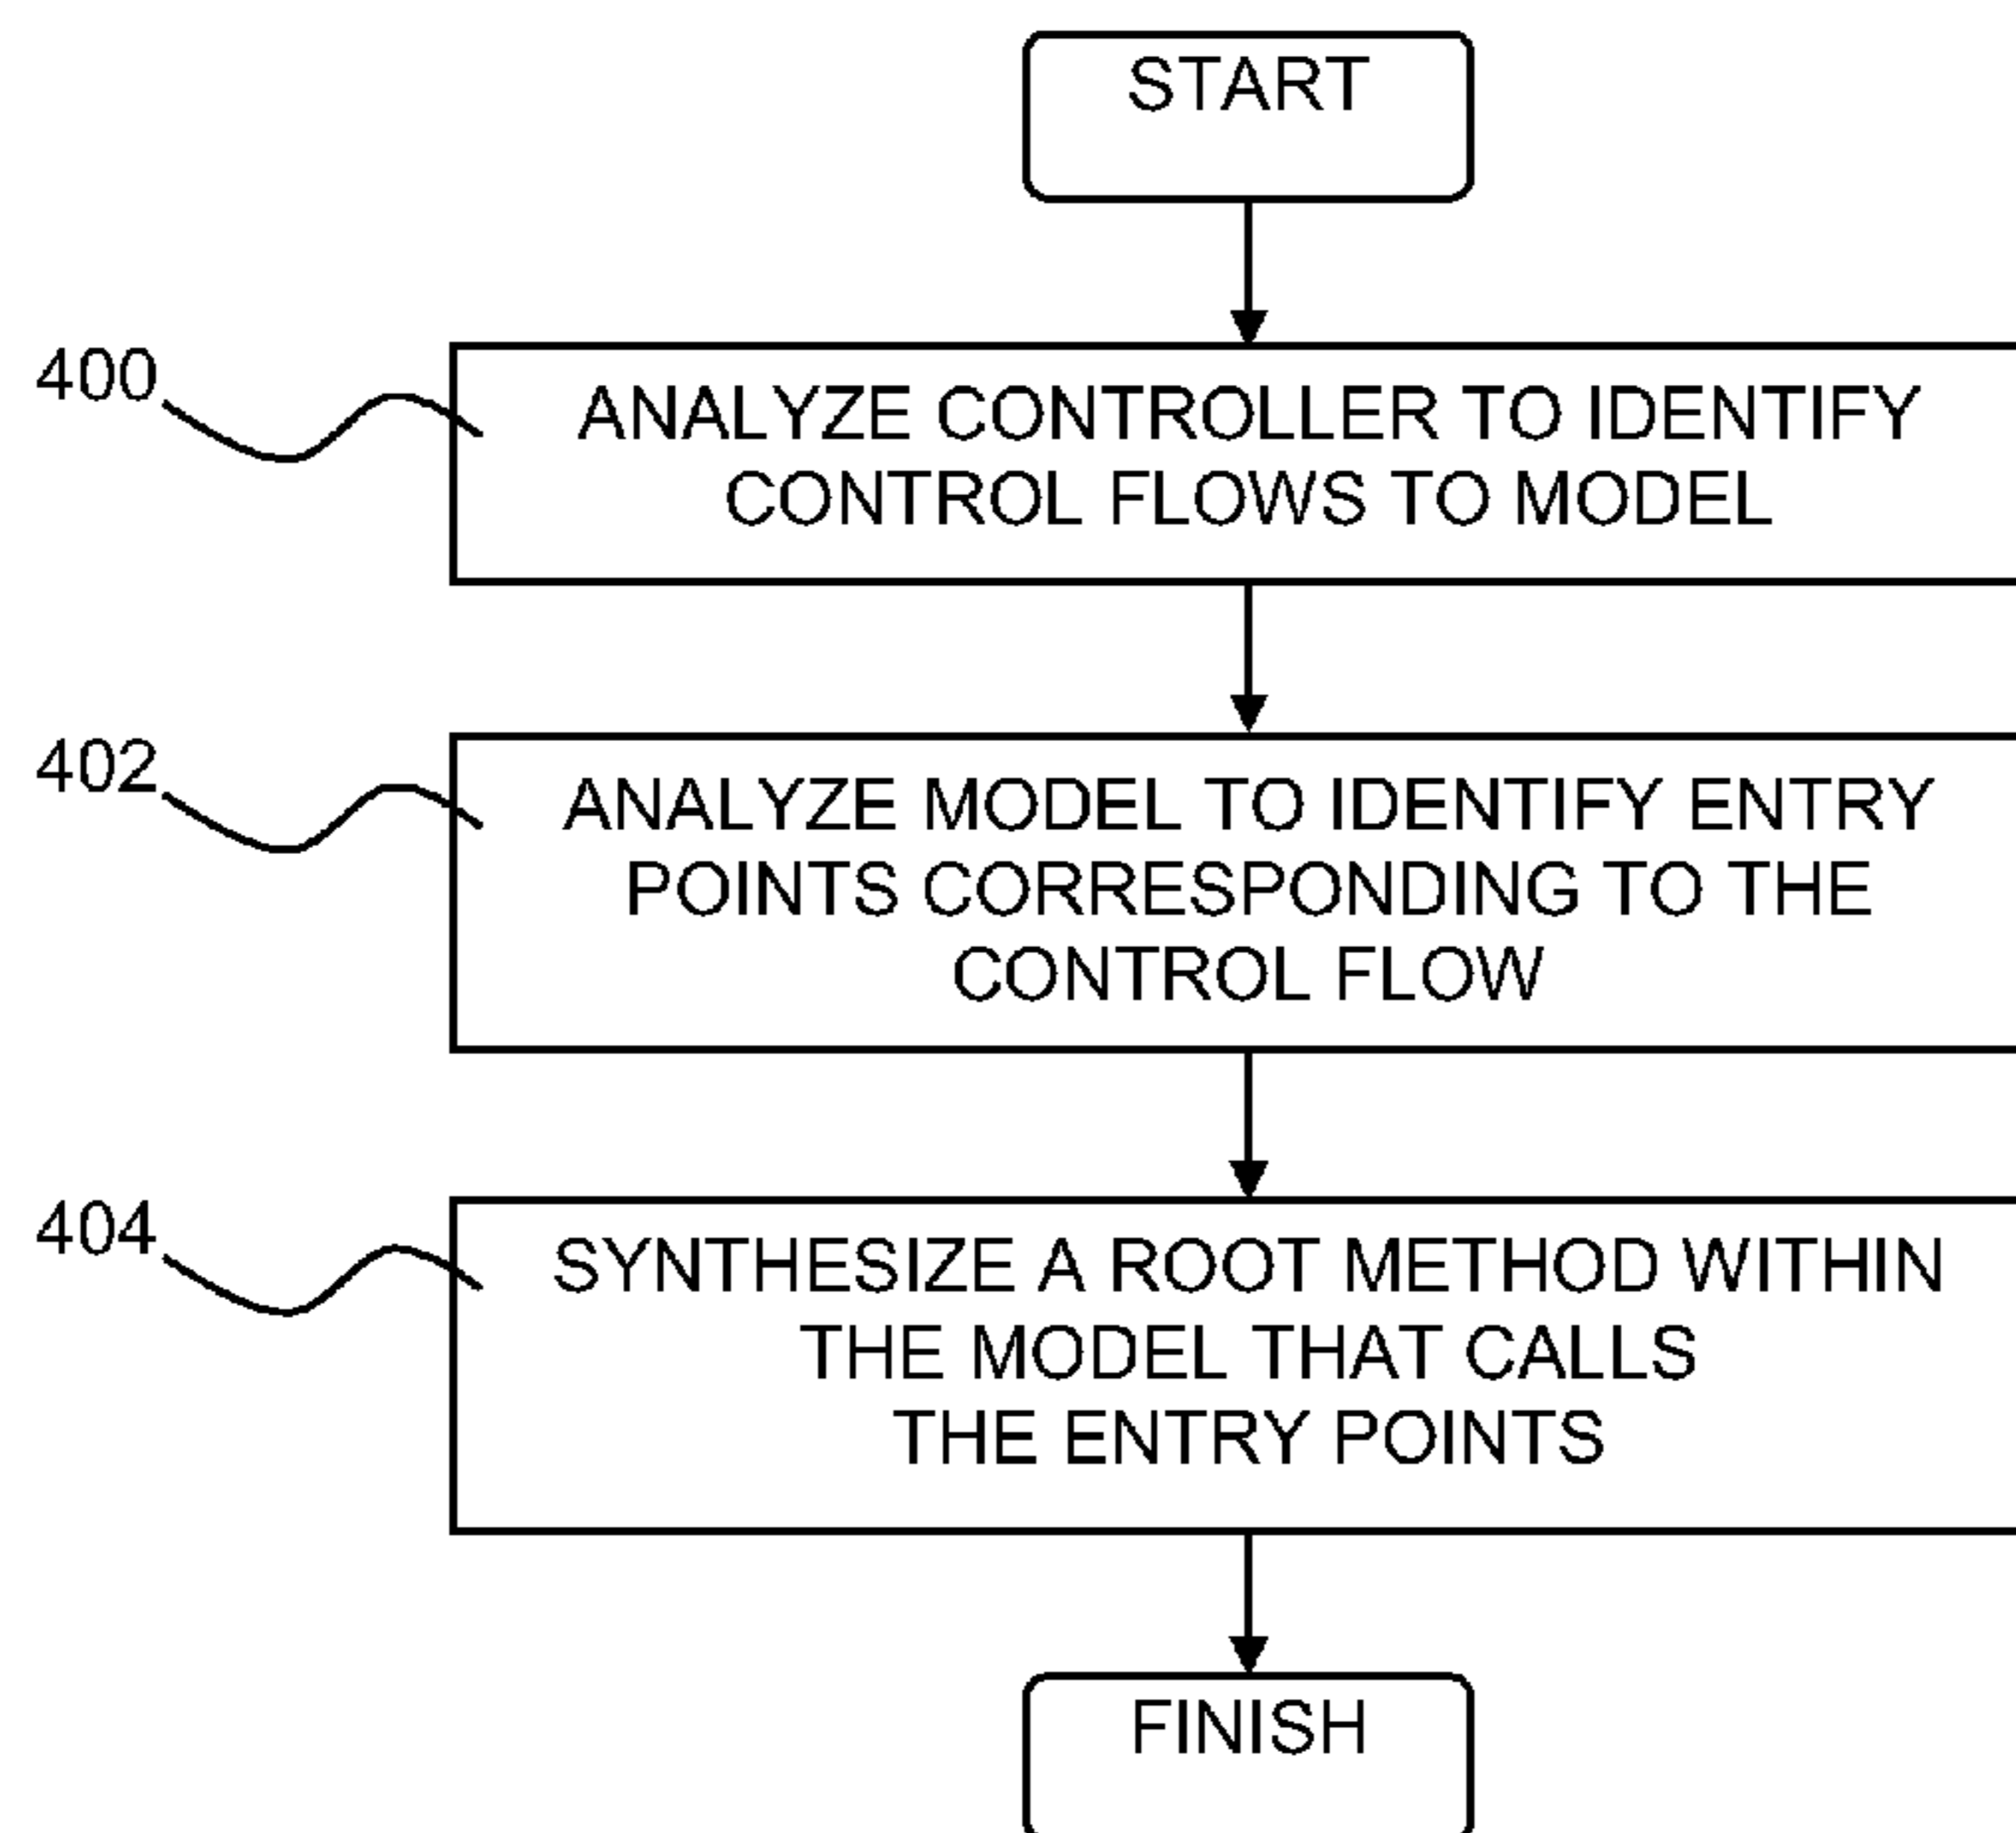 START
400
ANALYZE CONTROLLER TO IDENTIFY
CONTROL FLOWS TO MODEL
402
ANALYZE MODEL TO IDENTIFY ENTRY
POINTS CORRESPONDING TO THE
CONTROL FLOW
404
SYNTHESIZE A ROOT METHOD WITHIN
THE MODEL THAT CALLS
THE ENTRY POINTS
FINISH